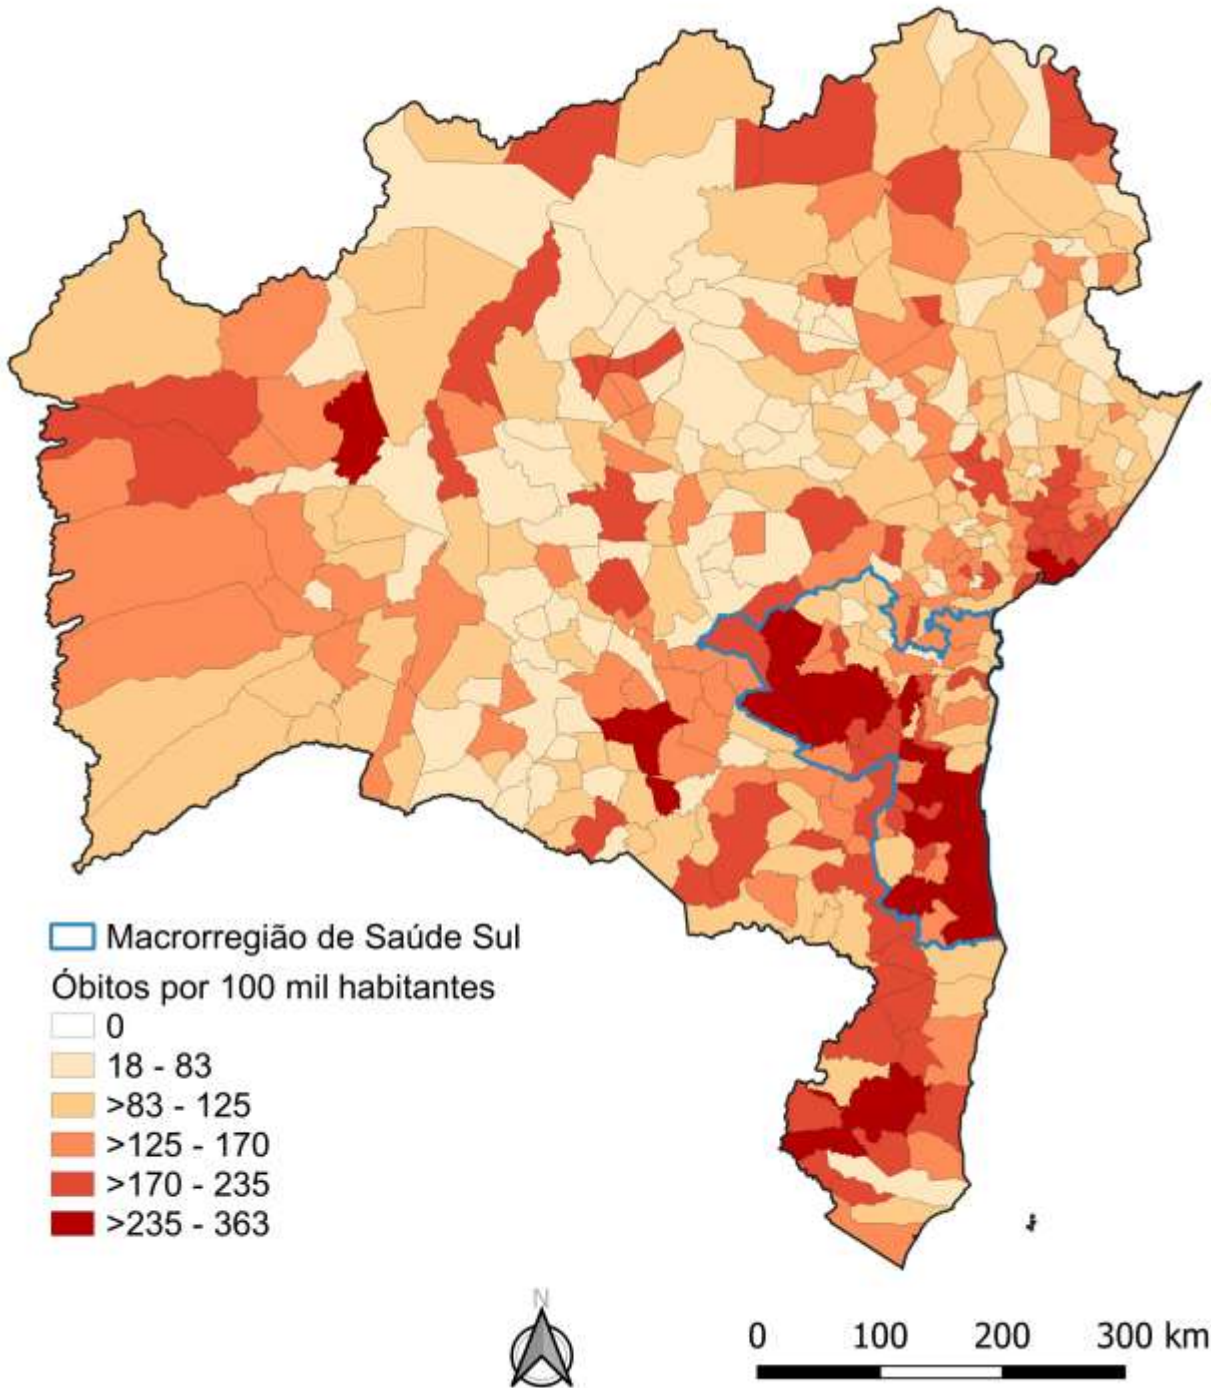 Macrorregião de Saúde Sul
Óbitos por 100 mil habitantes
0
18 - 83
>83 - 125
>125 - 170
>170 - 235
>235 - 363
N
0 100 200 300 km